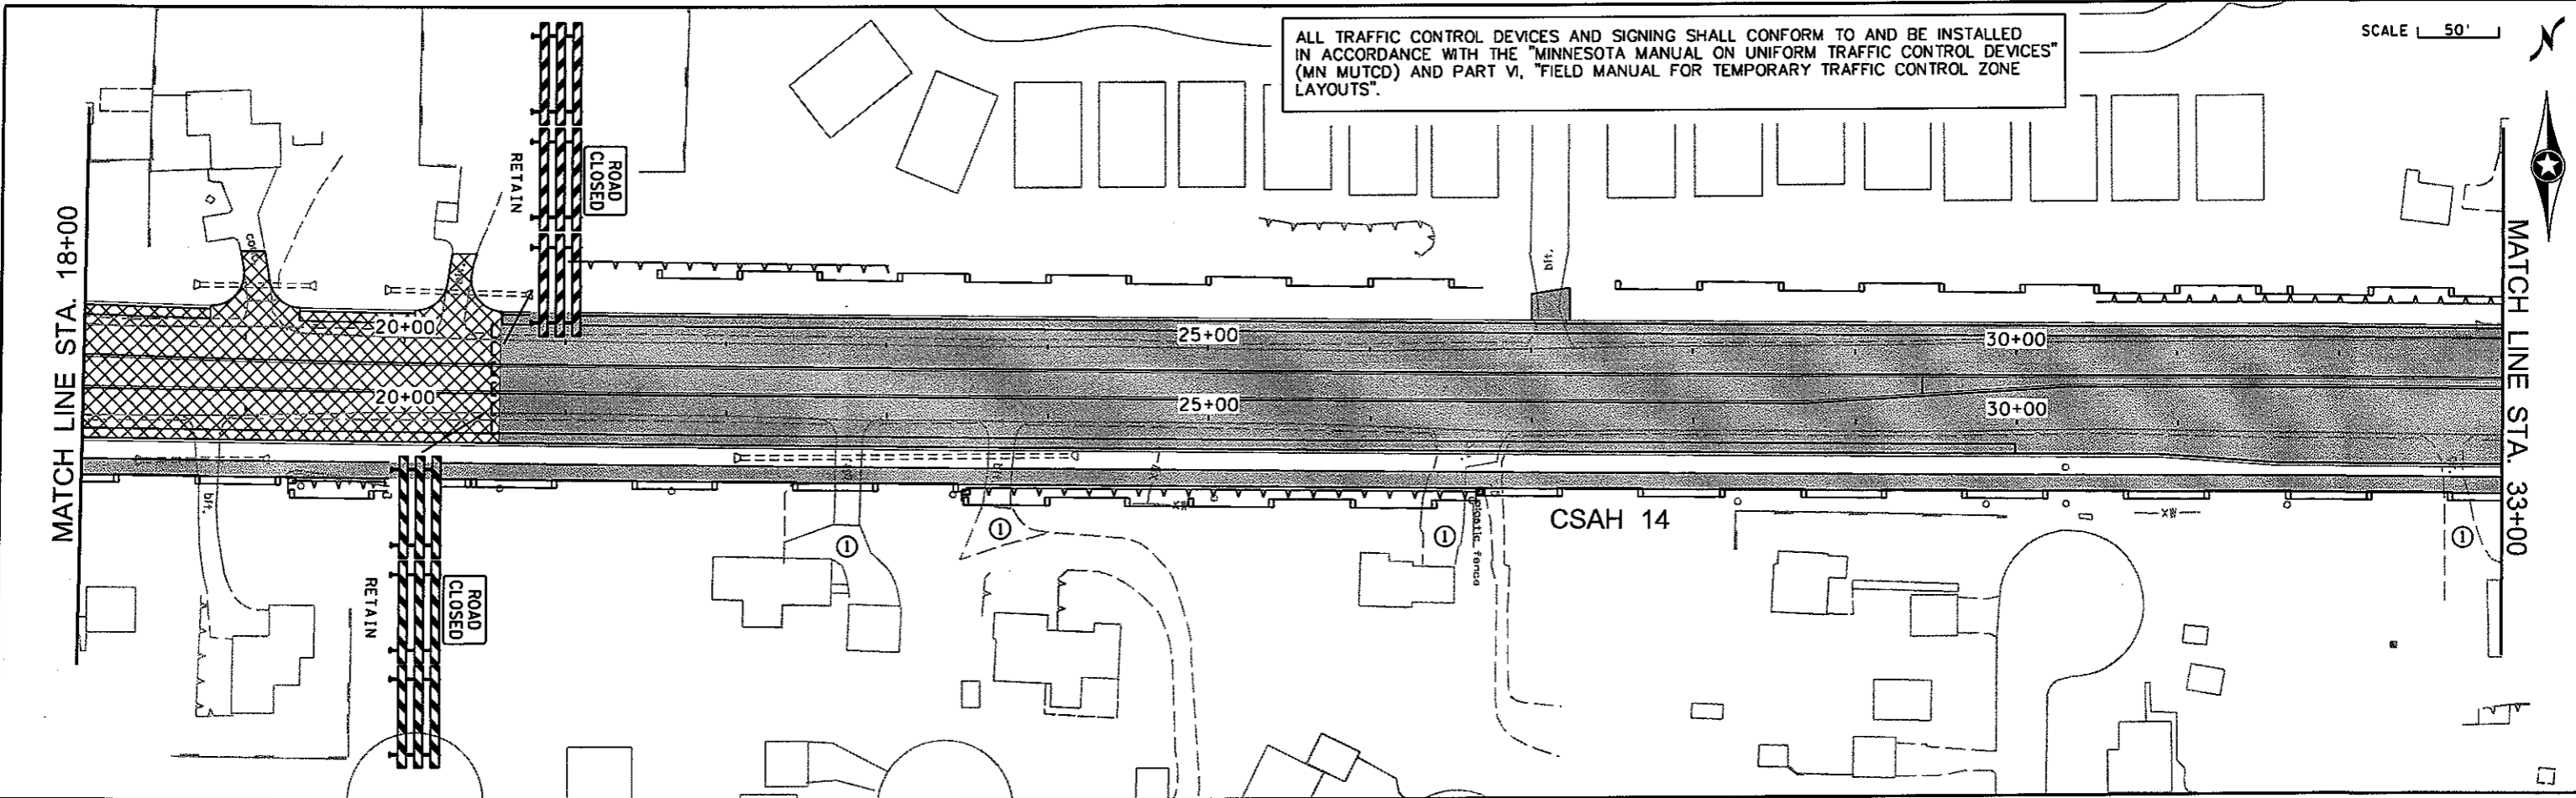 ALL TRAFFIC CONTROL DEVICES AND SIGNING SHALL CONFORM TO AND BE INSTALLED
IN ACCORDANCE WITH THE "MINNESOTA MANUAL ON UNIFORM TRAFFIC CONTROL DEVICES"
(MN MUTCD) AND PART VI, "FIELD MANUAL FOR TEMPORARY TRAFFIC CONTROL ZONE
LAYOUTS".
SCALE 50'
N
MATCH LINE STA. 18+00
RETAIN
ROAD
CLOSED
bit.
20+00
25+00
30+00
20+00
25+00
30+00
MATCH LINE STA. 33+00
bit.
RETAIN
ROAD
CLOSED
1
1
1
plastic fence
CSAH 14
1